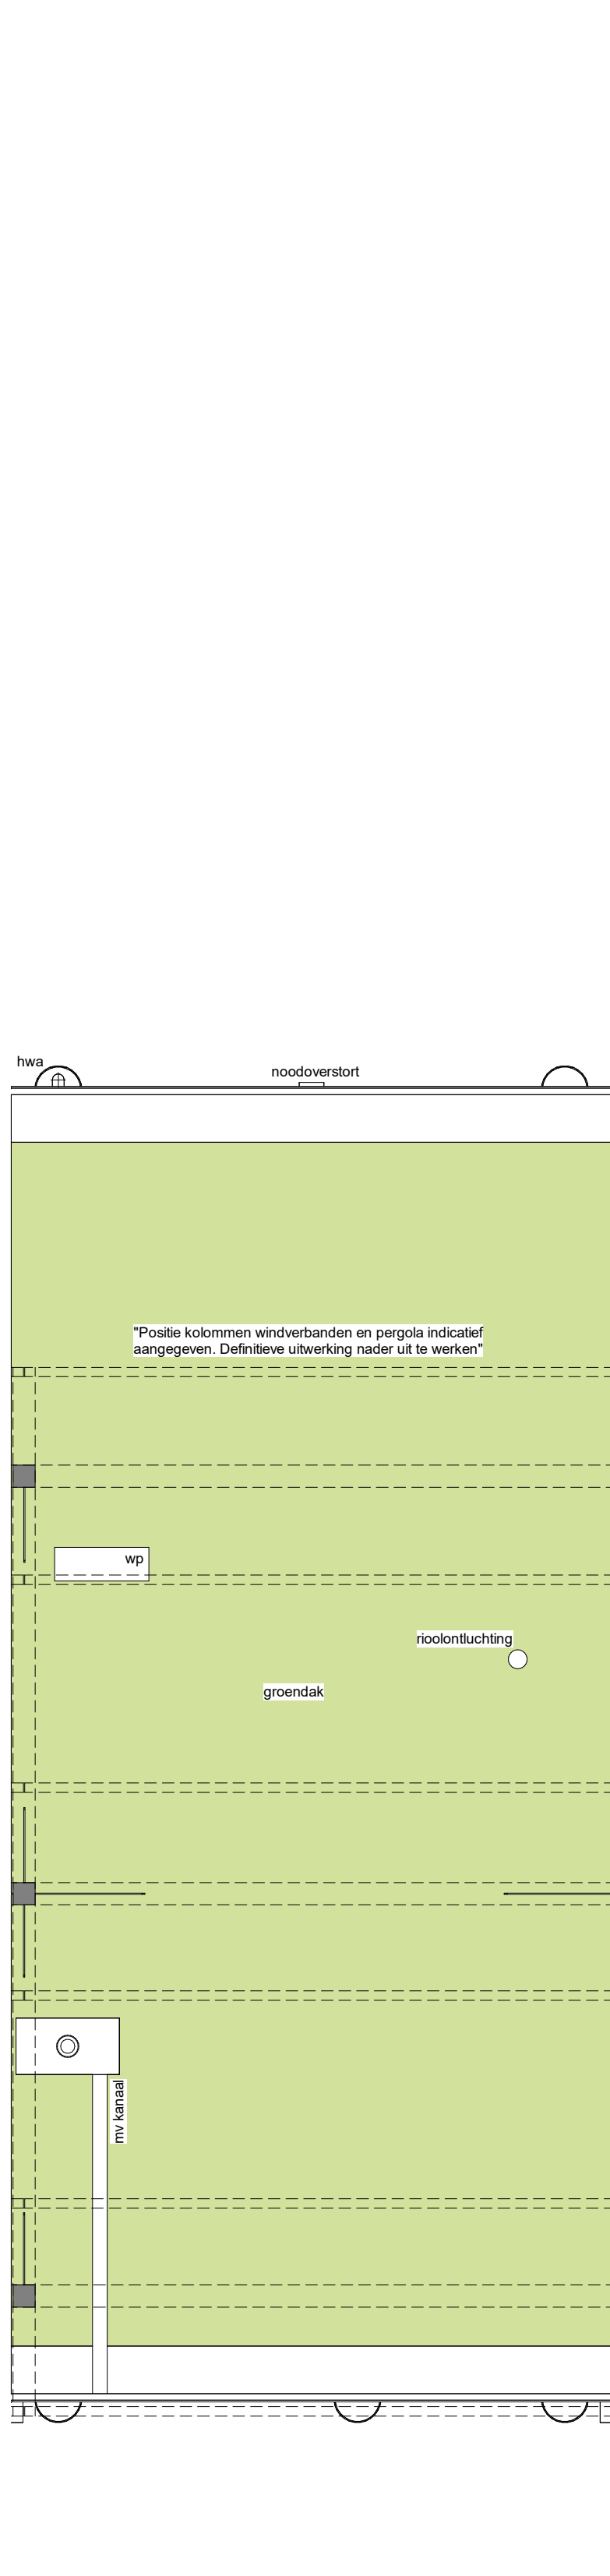 hwa
noodoverstort
"Positie kolommen windverbanden en pergola indicatief
aangegeven. Definitieve uitwerking nader uit te werken"
wp
rioolontluchting
groendak
mv kanaal